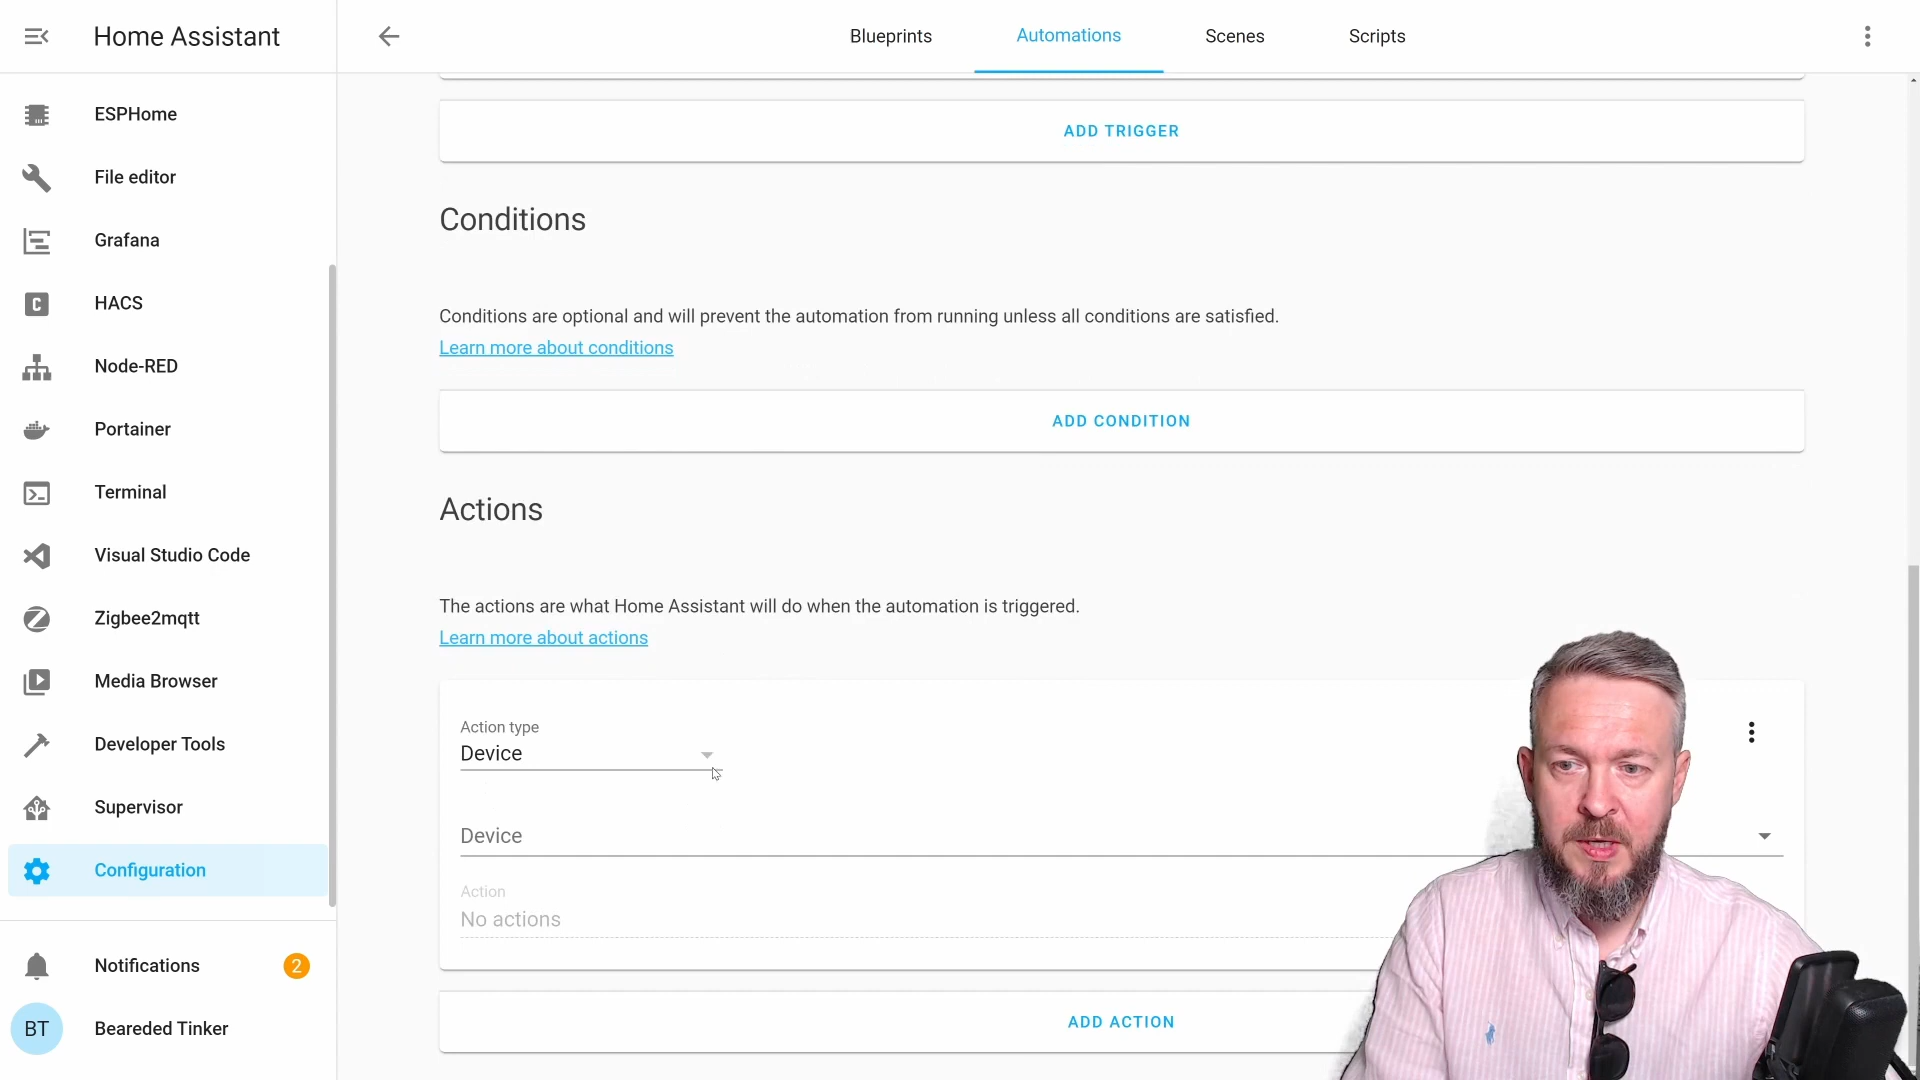 Home Assistant
Blueprints
Automations
Scenes
Scripts
ESPHome
File editor
Grafana
C
HACS
Node-RED
Portainer
Terminal
Visual Studio Code
Zigbee2mqtt
Media Browser
Developer Tools
Supervisor
Configuration
Notifications
2
BT
Bearded Tinker
ADD TRIGGER
Conditions
Conditions are optional and will prevent the automation from running unless all conditions are satisfied.
Learn more about conditions
ADD CONDITION
Actions
The actions are what Home Assistant will do when the automation is triggered.
Learn more about actions
Action type
Device
Device
Action
No actions
ADD ACTION